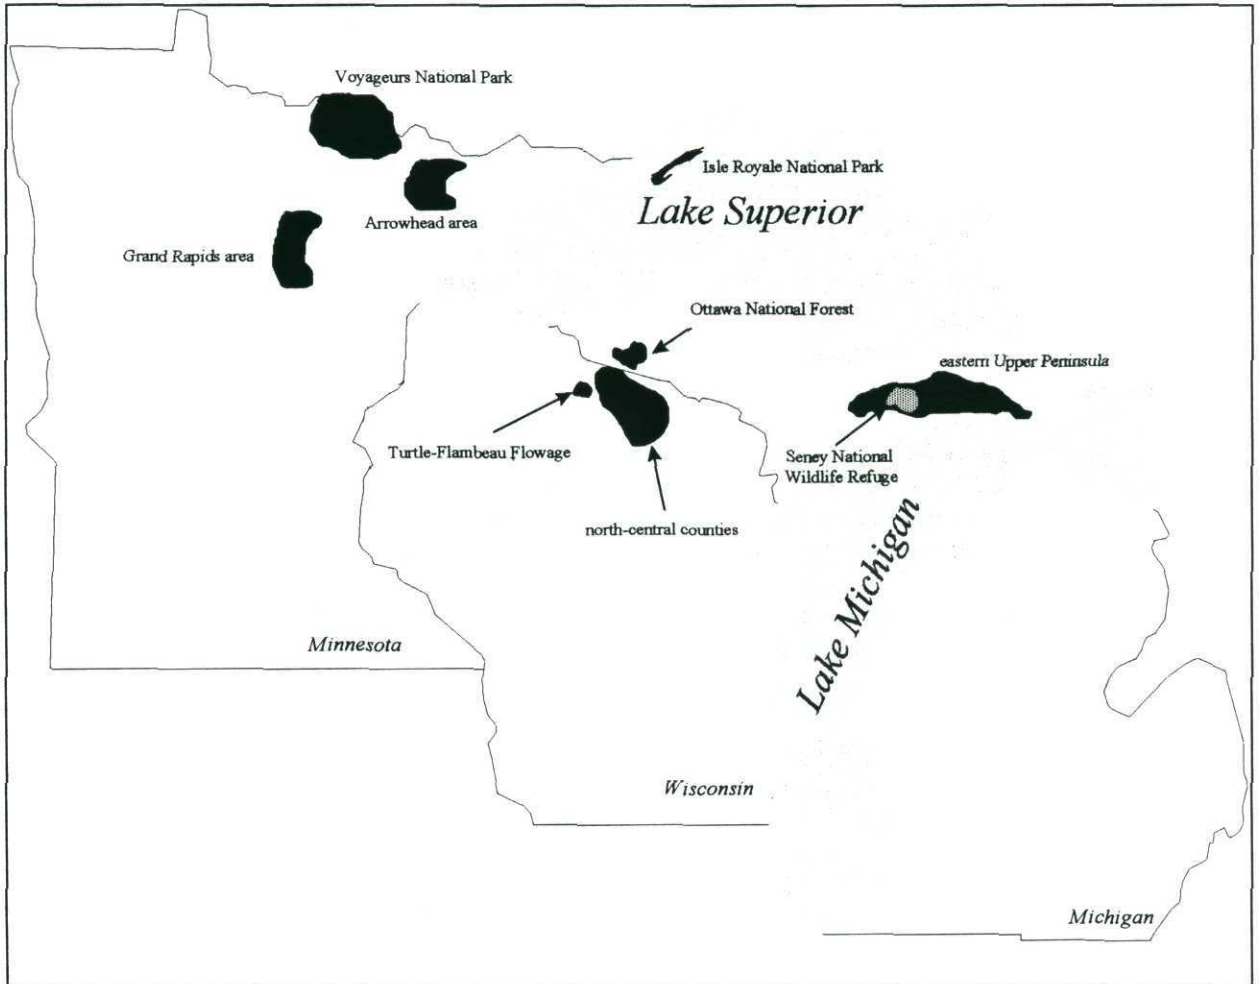 Voyageurs National Park
Isle Royale National Park
Lake Superior
Arrowhead area
Grand Rapids area
Ottawa National Forest
eastern Upper Peninsula
Turtle-Flambeau Flowage
Seney National
Wildlife Refuge
north-central counties
Lake Michigan
Minnesota
Wisconsin
Michigan